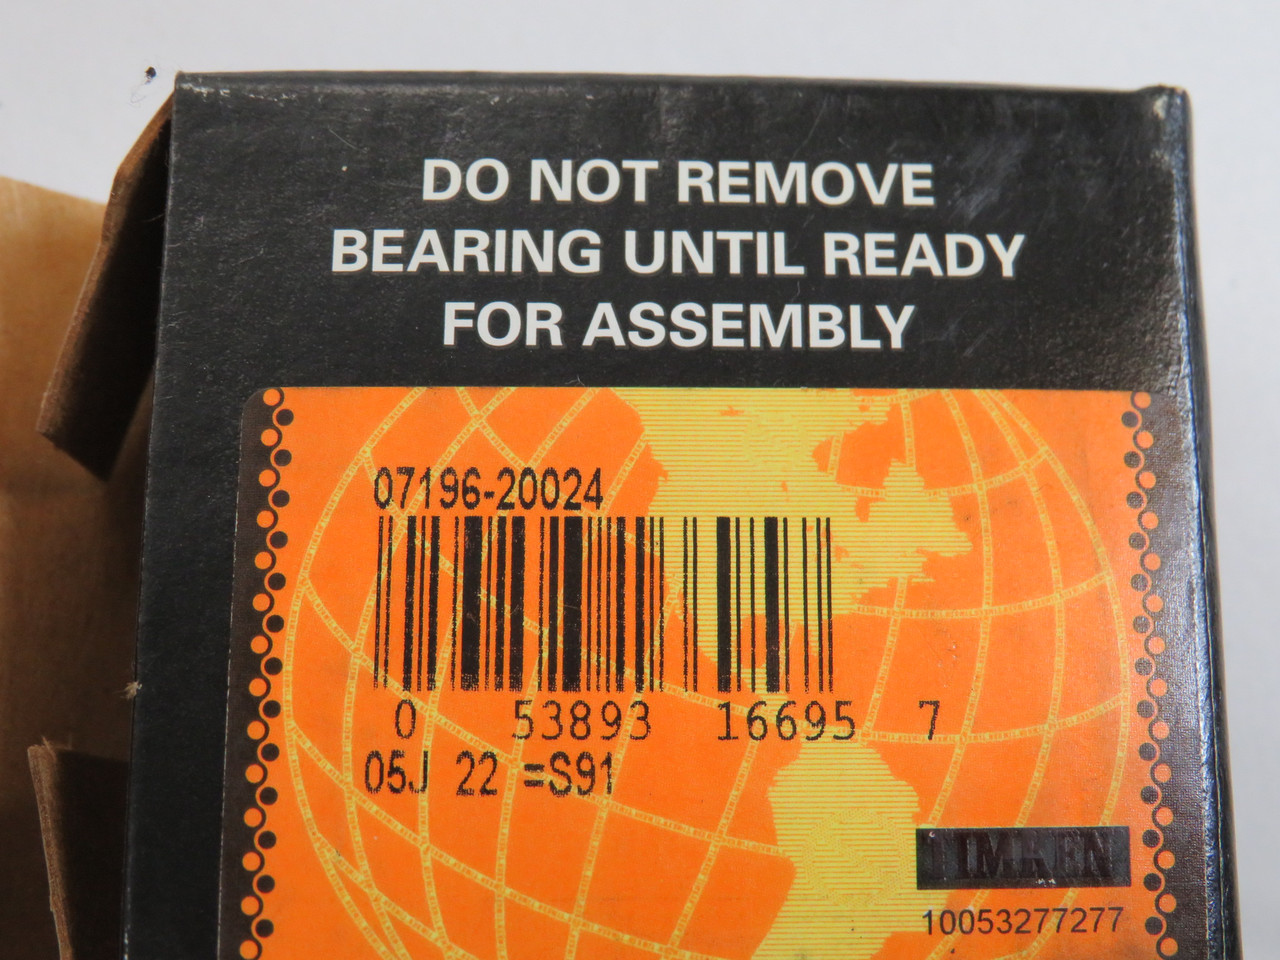 DO NOT REMOVE
BEARING UNTIL READY
FOR ASSEMBLY
07196-20024
0 53893 16695 7
05J 22 =S91
TIMKEN
10053277277